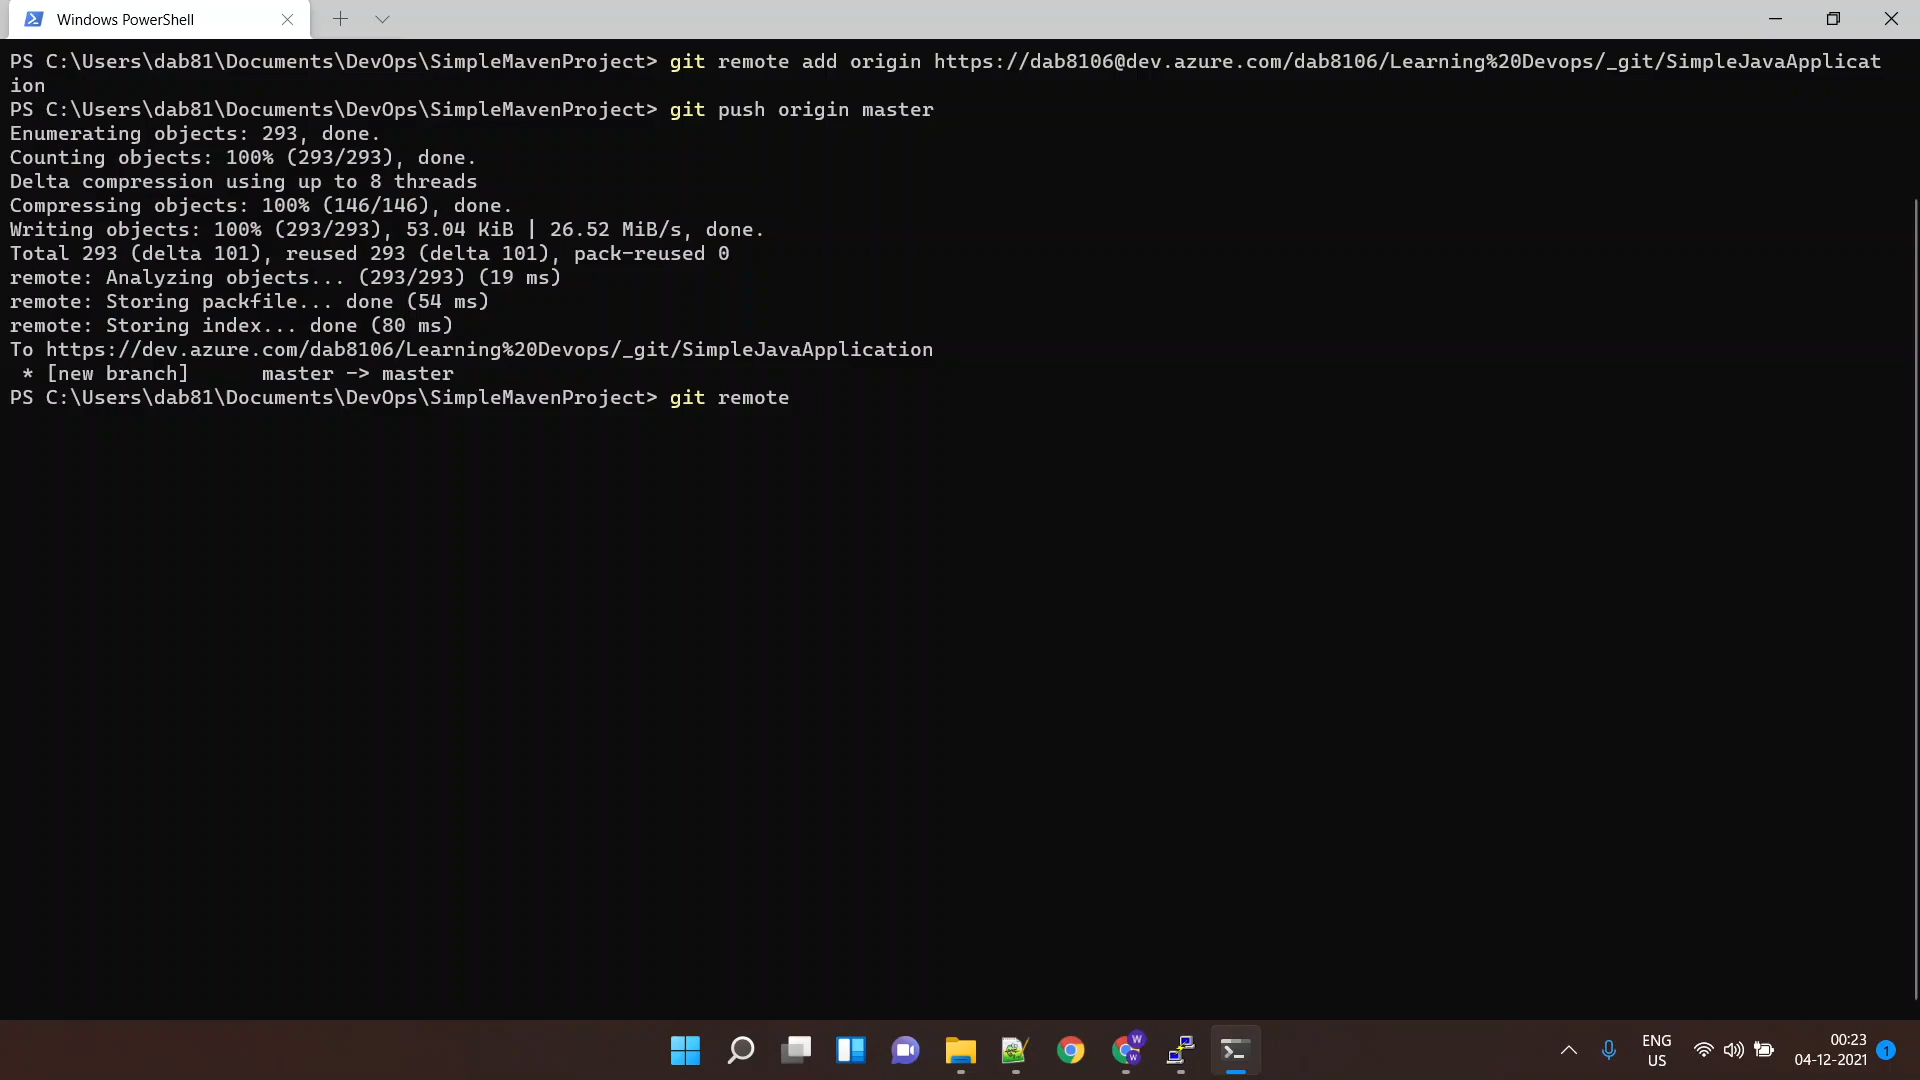 Windows PowerShell
PS C:\Users\dab81\Documents\DevOps\SimpleMavenProject> git remote add origin https://dab8106@dev.azure.com/dab8106/Learning%20Devops/_git/SimpleJavaApplicat
ion
PS C:\Users\dab81\Documents\DevOps\SimpleMavenProject> git push origin master
Enumerating objects: 293, done.
Counting objects: 100% (293/293), done.
Delta compression using up to 8 threads
Compressing objects: 100% (146/146), done.
Writing objects: 100% (293/293), 53.04 KiB | 26.52 MiB/s, done.
Total 293 (delta 101), reused 293 (delta 101), pack-reused 0
remote: Analyzing objects... (293/293) (19 ms)
remote: Storing packfile... done (54 ms)
remote: Storing index... done (80 ms)
To https://dev.azure.com/dab8106/Learning%20Devops/_git/SimpleJavaApplication
 * [new branch]      master -> master
PS C:\Users\dab81\Documents\DevOps\SimpleMavenProject> git remote
W
W
ENG
US
00:23
04-12-2021
1